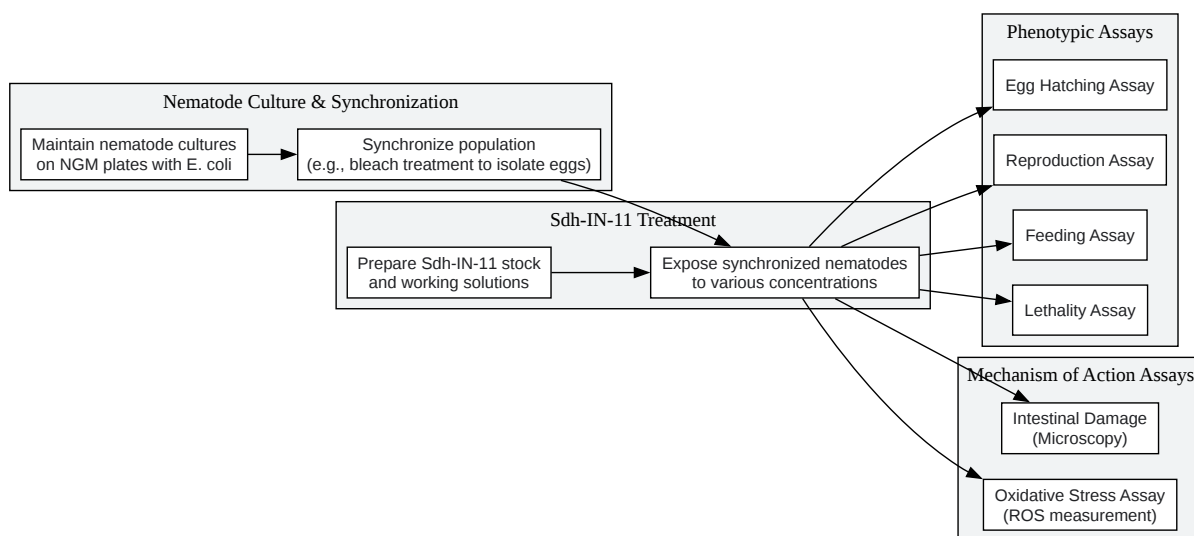 Nematode Culture & Synchronization
Maintain nematode cultures
on NGM plates with E. coli
Synchronize population
(e.g., bleach treatment to isolate eggs)
Sdh-IN-11 Treatment
Prepare Sdh-IN-11 stock
and working solutions
Expose synchronized nematodes
to various concentrations
Phenotypic Assays
Egg Hatching Assay
Reproduction Assay
Feeding Assay
Lethality Assay
Mechanism of Action Assays
Intestinal Damage
(Microscopy)
Oxidative Stress Assay
(ROS measurement)